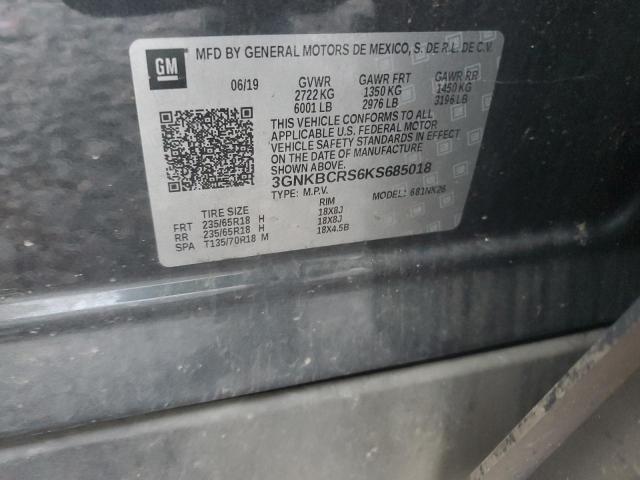 GM
MFD BY GENERAL MOTORS DE MEXICO, S. DE R.L. DE C.V.
06/19 GVWR GAWR FRT GAWR RR
2722 KG 1350 KG 1450 KG
6001 LB 2976 LB 3196 LB
THIS VEHICLE CONFORMS TO ALL
APPLICABLE U.S. FEDERAL MOTOR
VEHICLE SAFETY STANDARDS IN
EFFECT ON THE DATE OF MANUFACTURE
SHOWN ABOVE.
3GNKBCRS6KS685018
TYPE: M.P.V. MODEL: 681NK26
TIRE SIZE RIM
FRT 235/65R18 H 18X8J
RR 235/65R18 H 18X8J
SPA T135/70R18 M 18X4.5B